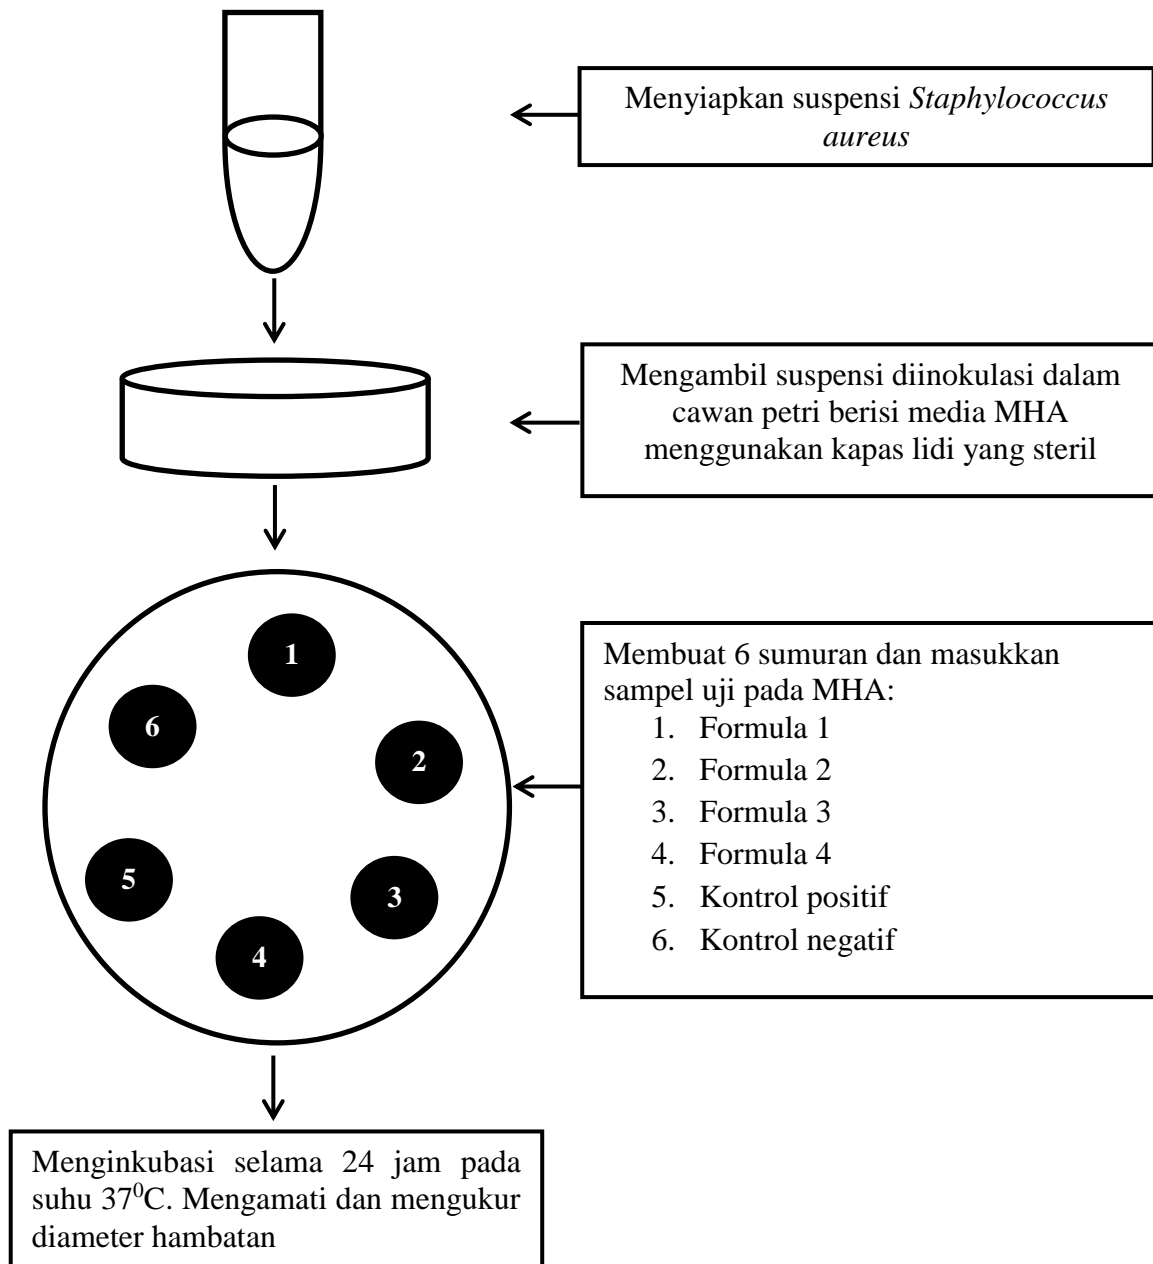 Menyiapkan suspensi Staphylococcus
aureus
Mengambil suspensi diinokulasi dalam
cawan petri berisi media MHA
menggunakan kapas lidi yang steril
1
6
2
5
3
4
Membuat 6 sumuran dan masukkan
sampel uji pada MHA:
1. Formula 1
2. Formula 2
3. Formula 3
4. Formula 4
5. Kontrol positif
6. Kontrol negatif
Menginkubasi selama 24 jam pada
suhu 37⁰C. Mengamati dan mengukur
diameter hambatan